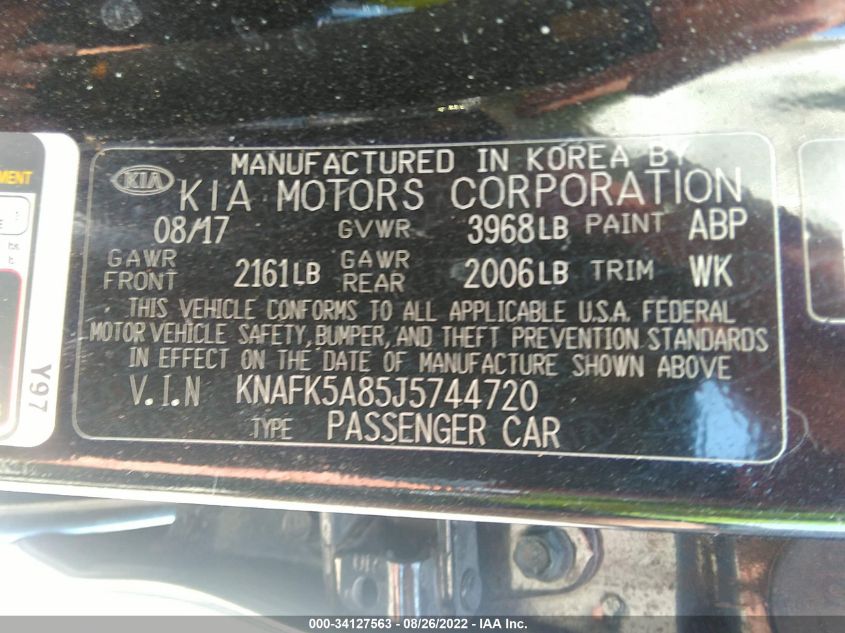 MENT
MANUFACTURED IN KOREA BY
KIA KIA MOTORS CORPORATION
08/17 GVWR 3968LB PAINT ABP
GAWR FRONT 2161LB GAWR REAR 2006LB TRIM WK
THIS VEHICLE CONFORMS TO ALL APPLICABLE U.S.A. FEDERAL
MOTOR VEHICLE SAFETY, BUMPER, AND THEFT PREVENTION STANDARDS
IN EFFECT ON THE DATE OF MANUFACTURE SHOWN ABOVE
V.I.N KNAFK5A85J5744720
TYPE PASSENGER CAR
Y97
000-34127563 - 08/26/2022 - IAA Inc.